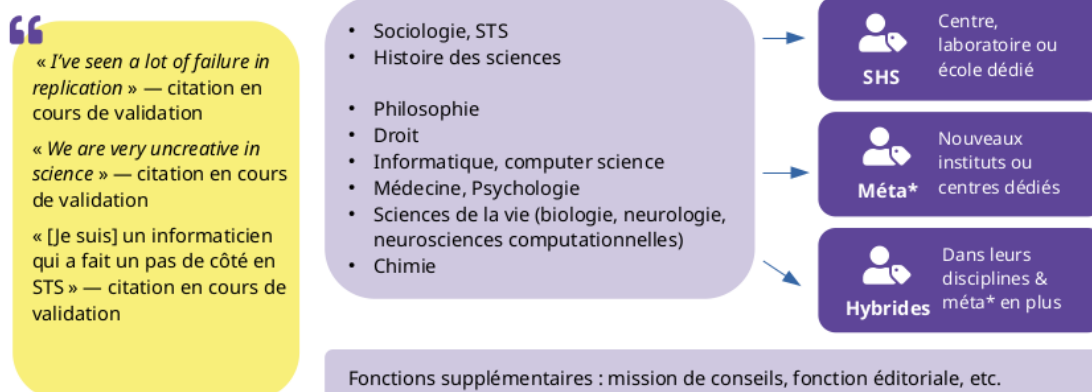 « I’ve seen a lot of failure in
replication » — citation en
cours de validation
« We are very uncreative in
science » — citation en cours
de validation
« [Je suis] un informaticien
qui a fait un pas de côté en
STS » — citation en cours de
validation
• Sociologie, STS
• Histoire des sciences
• Philosophie
• Droit
• Informatique, computer science
• Médecine, Psychologie
• Sciences de la vie (biologie, neurologie,
neurosciences computationnelles)
• Chimie
SHS
Centre,
laboratoire ou
école dédié
Méta*
Nouveaux
instituts ou
centres dédiés
Hybrides
Dans leurs
disciplines &
méta* en plus
Fonctions supplémentaires : mission de conseils, fonction éditoriale, etc.